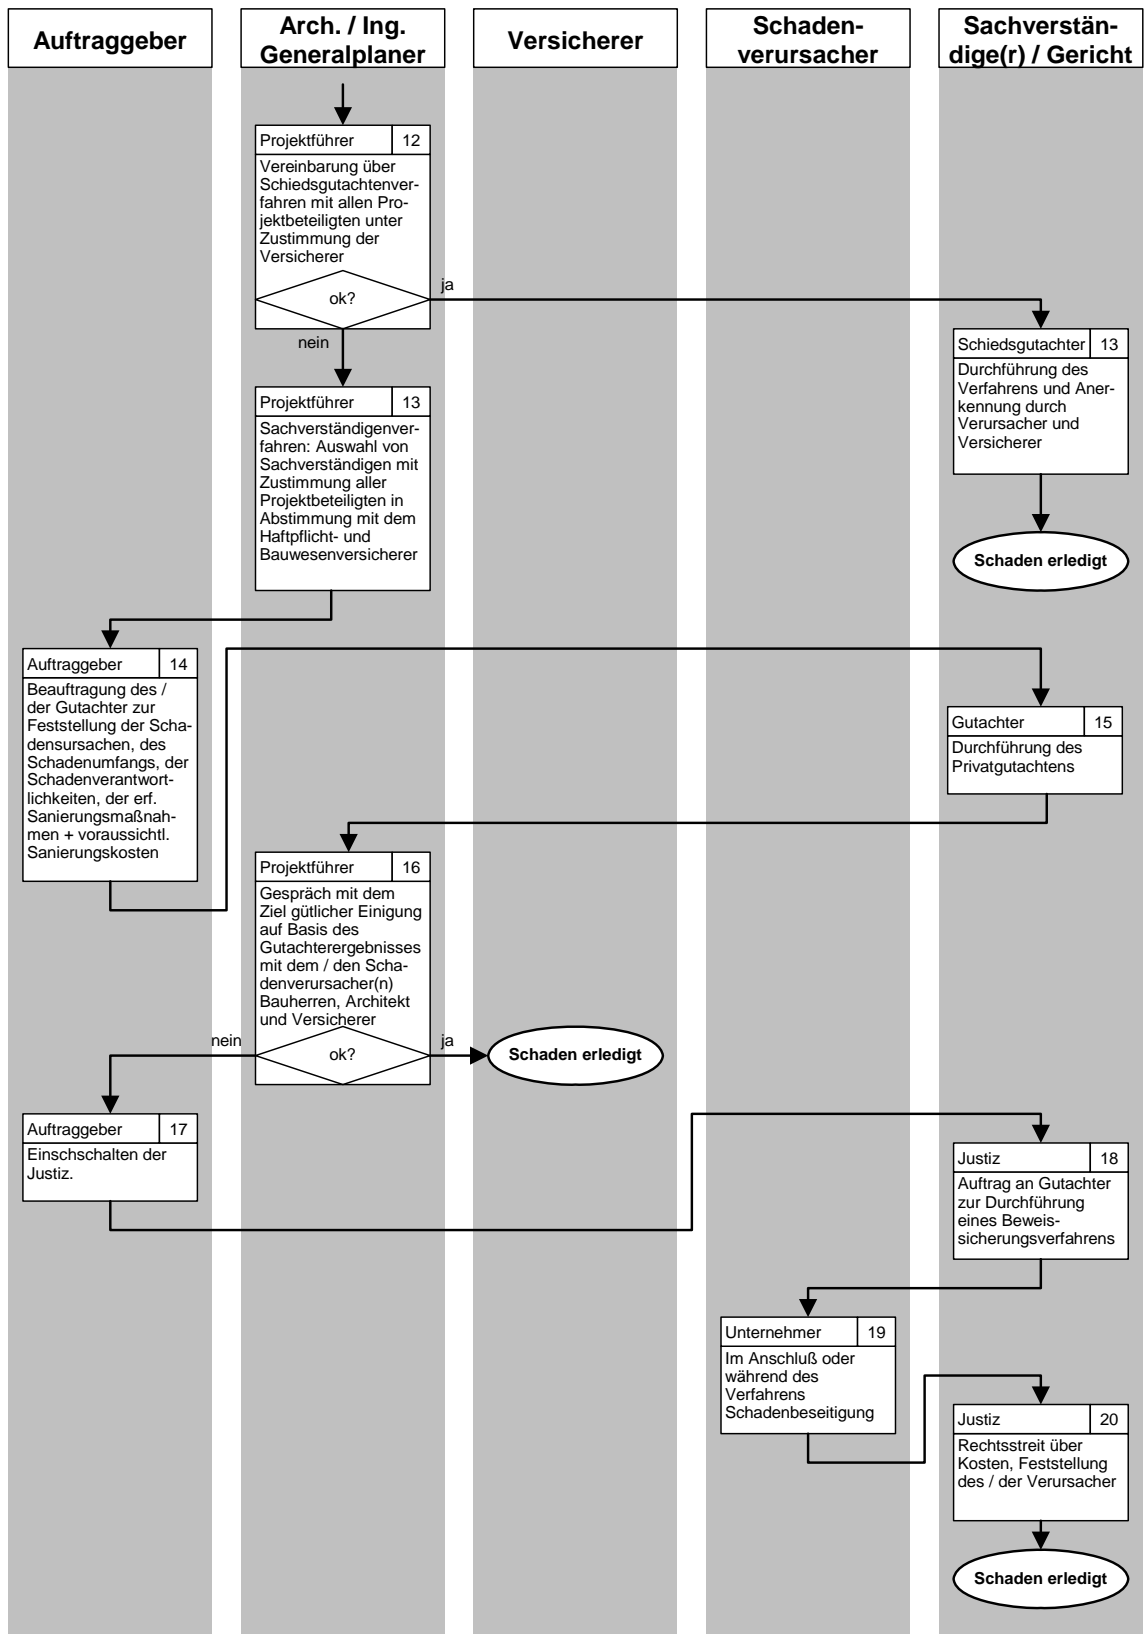 Auftraggeber
Arch. / Ing.
Generalplaner
Versicherer
Schaden-
verursacher
Sachverstän-
dige(r) / Gericht
Projektführer 12
Vereinbarung über
Schiedsgutachtenver-
fahren mit allen Pro-
jektbeteiligten unter
Zustimmung der
Versicherer
ok?
ja
nein
Schiedsgutachter 13
Durchführung des
Verfahrens und Aner-
kennung durch
Verursacher und
Versicherer
Schaden erledigt
Projektführer 13
Sachverständigenver-
fahren: Auswahl von
Sachverständigen mit
Zustimmung aller
Projektbeteiligten in
Abstimmung mit dem
Haftpflicht- und
Bauwesenversicherer
Auftraggeber 14
Beauftragung des /
der Gutachter zur
Feststellung der Scha-
densursachen, des
Schadenumfangs, der
Schadenverantwort-
lichkeiten, der erf.
Sanierungsmaßnah-
men + voraussichtl.
Sanierungskosten
Gutachter 15
Durchführung des
Privatgutachtens
Projektführer 16
Gespräch mit dem
Ziel gütlicher Einigung
auf Basis des
Gutachterergebnisses
mit dem / den Scha-
denverursacher(n)
Bauherren, Architekt
und Versicherer
nein
ok?
ja
Schaden erledigt
Auftraggeber 17
Einschschalten der
Justiz.
Justiz 18
Auftrag an Gutachter
zur Durchführung
eines Beweis-
sicherungsverfahrens
Unternehmer 19
Im Anschluß oder
während des
Verfahrens
Schadenbeseitigung
Justiz 20
Rechtsstreit über
Kosten, Feststellung
des / der Verursacher
Schaden erledigt